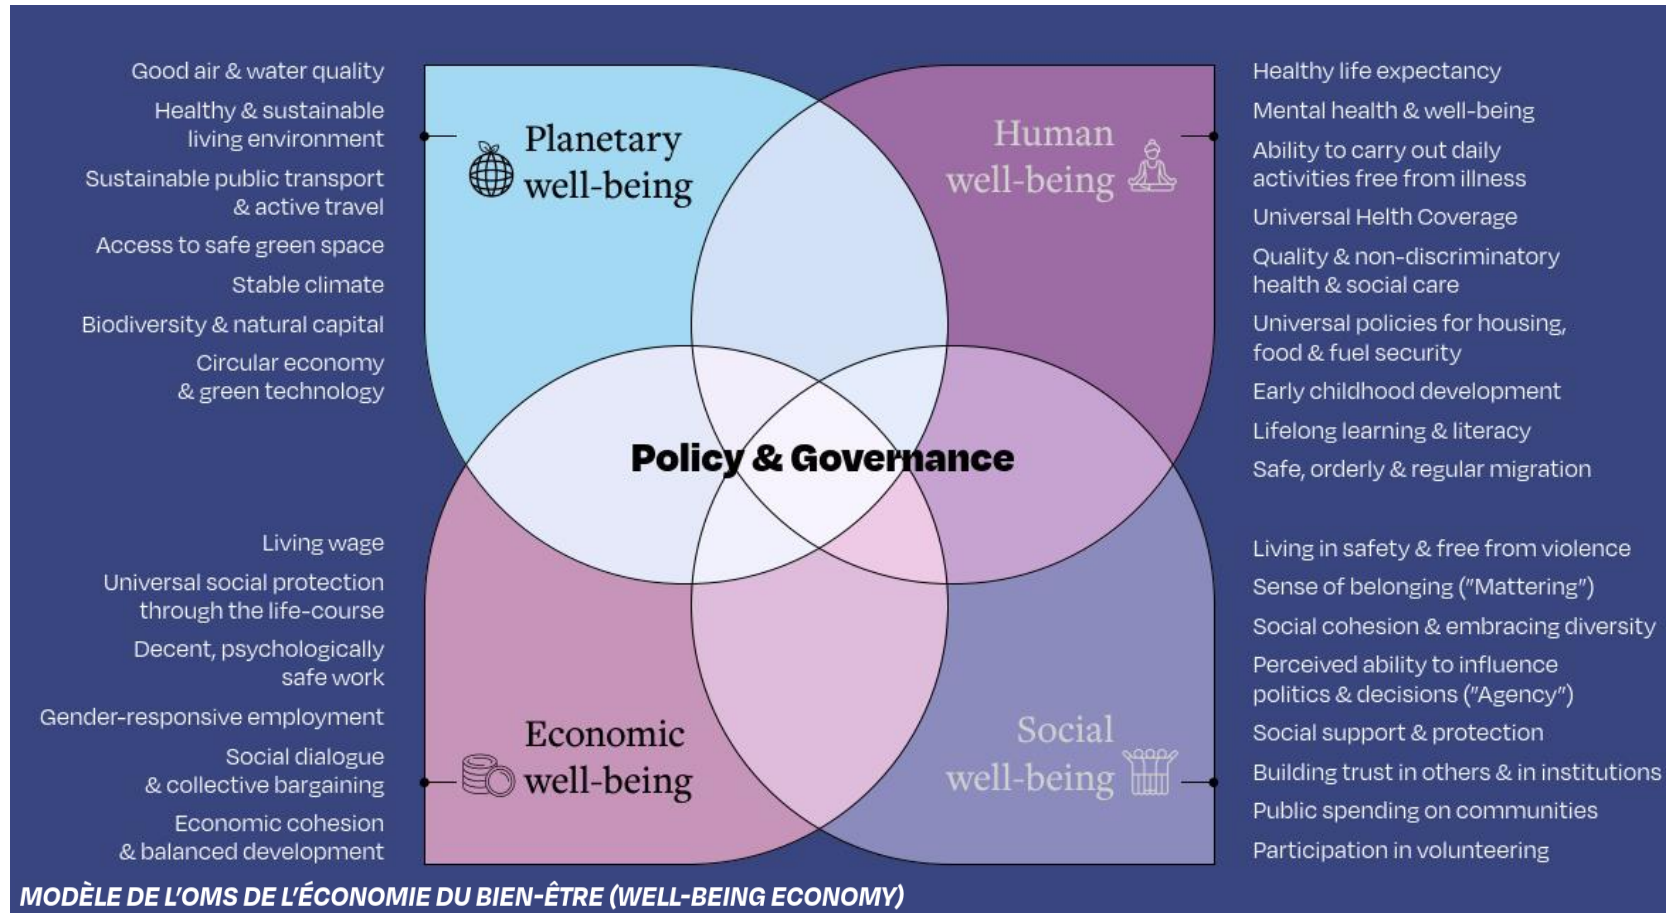 Good air & water quality
Healthy & sustainable
living environment
Sustainable public transport
& active travel
Access to safe green space
Stable climate
Biodiversity & natural capital
Circular economy
& green technology
Planetary
well-being
Human
well-being
Healthy life expectancy
Mental health & well-being
Ability to carry out daily
activities free from illness
Universal Helth Coverage
Quality & non-discriminatory
health & social care
Universal policies for housing,
food & fuel security
Early childhood development
Lifelong learning & literacy
Safe, orderly & regular migration
Policy & Governance
Living wage
Universal social protection
through the life-course
Decent, psychologically
safe work
Gender-responsive employment
Social dialogue
& collective bargaining
Economic cohesion
& balanced development
Economic
well-being
Social
well-being
Living in safety & free from violence
Sense of belonging ("Mattering")
Social cohesion & embracing diversity
Perceived ability to influence
politics & decisions ("Agency")
Social support & protection
Building trust in others & in institutions
Public spending on communities
Participation in volunteering
MODÈLE DE L'OMS DE L'ÉCONOMIE DU BIEN-ÊTRE (WELL-BEING ECONOMY)